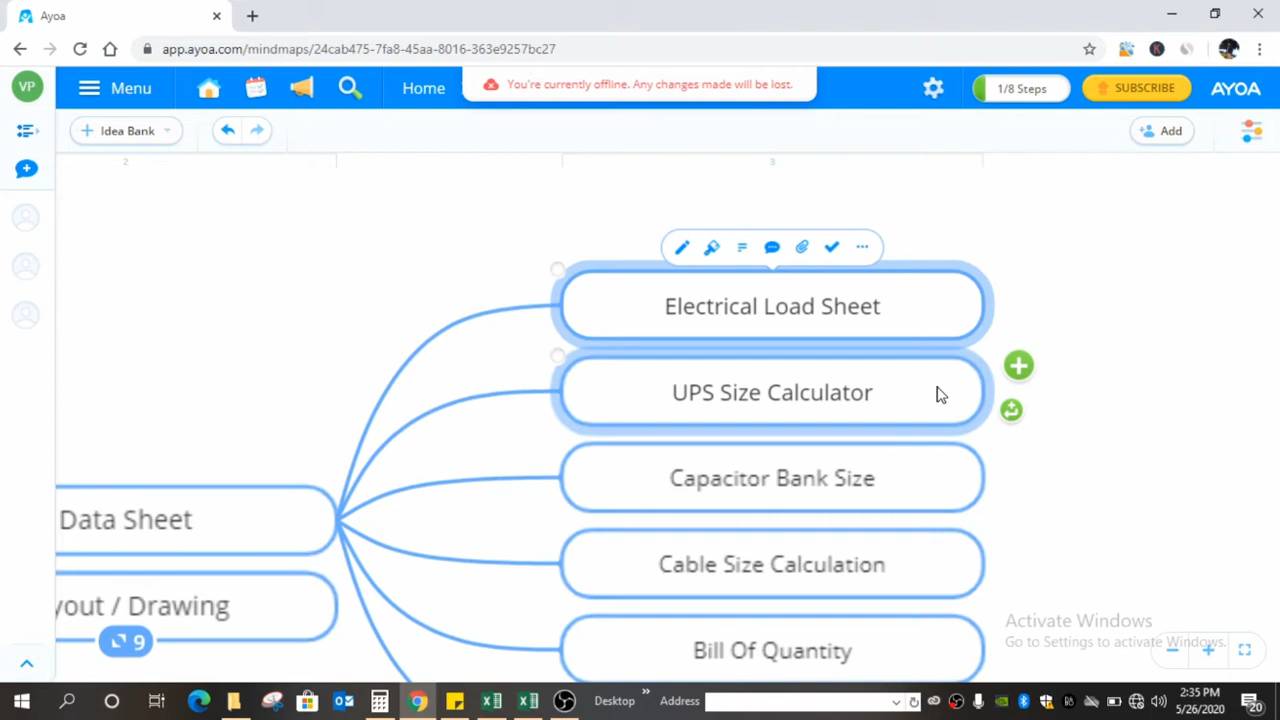 Ayoa
app.ayoa.com/mindmaps/24cab475-7fa8-45aa-8016-363e9257bc27
VP
Menu
Home
You're currently offline. Any changes made will be lost.
1/8 Steps
SUBSCRIBE
AYOA
Idea Bank
Add
2
3
Electrical Load Sheet
UPS Size Calculator
Capacitor Bank Size
Data Sheet
Cable Size Calculation
yout / Drawing
9
Bill Of Quantity
Activate Windows
Go to Settings to activate Windows.
Desktop
Address
2:35 PM
5/26/2020
20